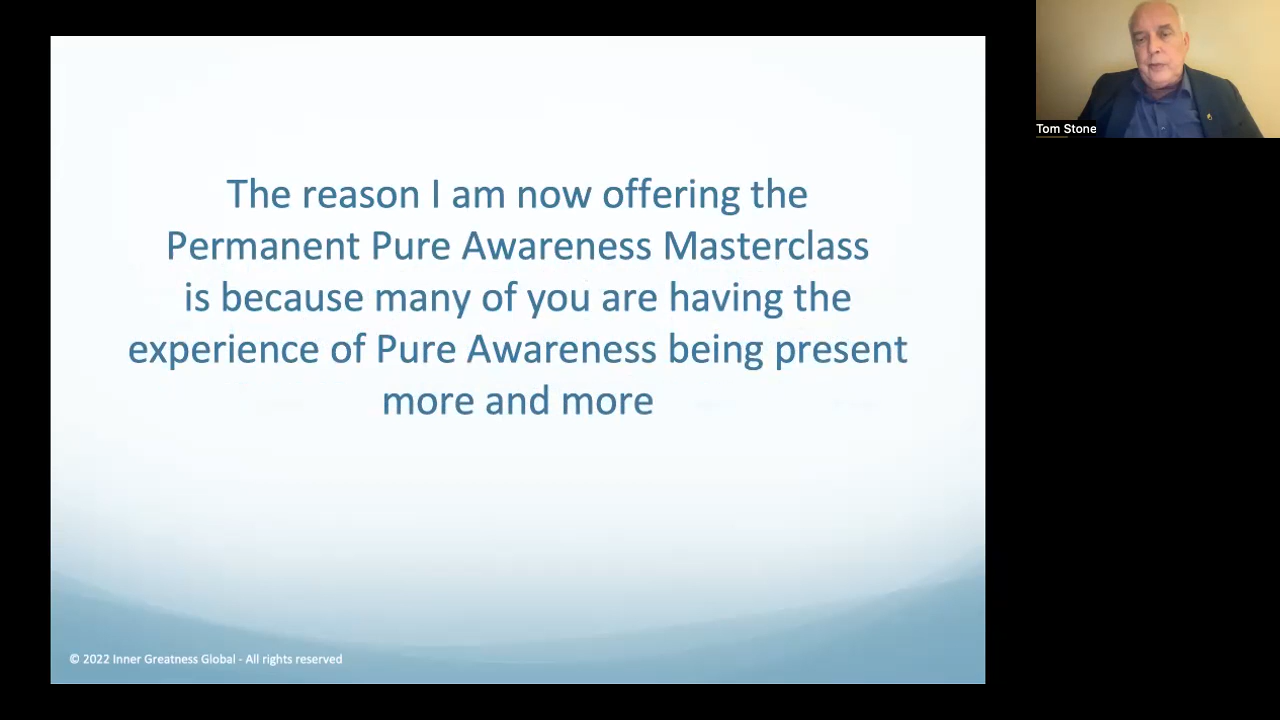 The reason I am now offering the
Permanent Pure Awareness Masterclass
is because many of you are having the
experience of Pure Awareness being present
more and more
© 2022 Inner Greatness Global - All rights reserved
Tom Stone